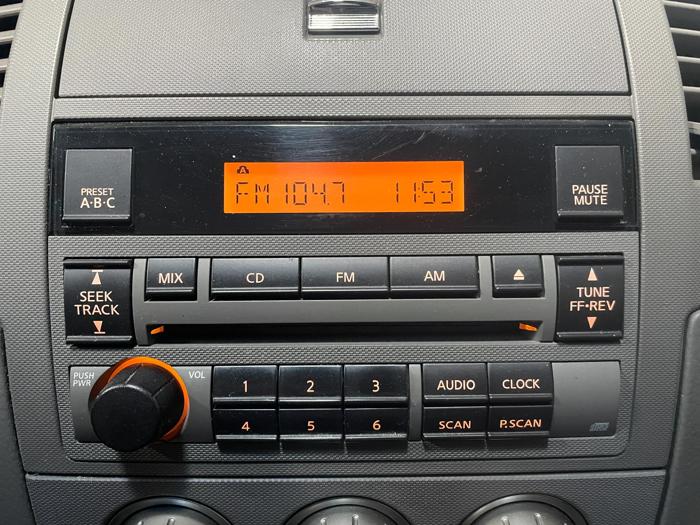 A
FM 104.7 11:53
PRESET
A·B·C
PAUSE
MUTE
SEEK
TRACK
MIX
CD
FM
AM
TUNE
FF·REV
PUSH
PWR
VOL
1
2
3
4
5
6
AUDIO
CLOCK
SCAN
P.SCAN